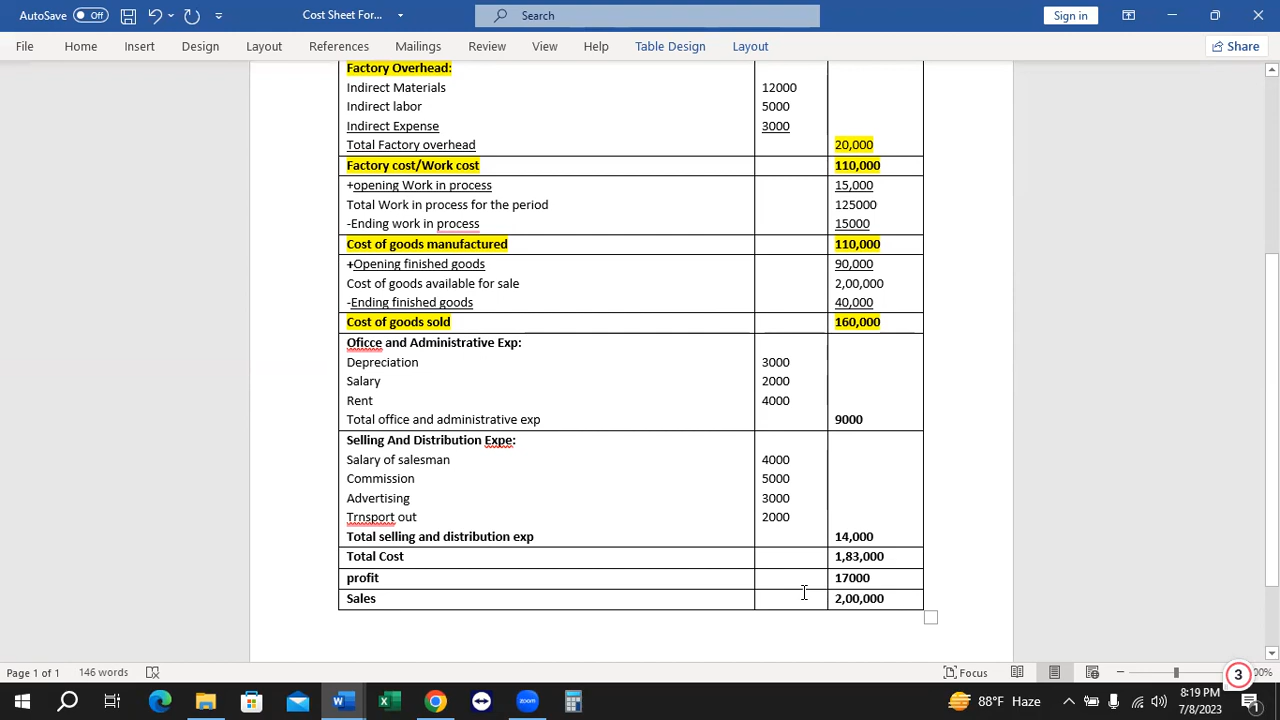 AutoSave Off Cost Sheet For... Search Sign in
File Home Insert Design Layout References Mailings Review View Help Table Design Layout Share
Factory Overhead:
Indirect Materials 12000
Indirect labor 5000
Indirect Expense 3000
Total Factory overhead 20,000
Factory cost/Work cost 110,000
+opening Work in process 15,000
Total Work in process for the period 125000
-Ending work in process 15000
Cost of goods manufactured 110,000
+Opening finished goods 90,000
Cost of goods available for sale 2,00,000
-Ending finished goods 40,000
Cost of goods sold 160,000
Oficce and Administrative Exp:
Depreciation 3000
Salary 2000
Rent 4000
Total office and administrative exp 9000
Selling And Distribution Expe:
Salary of salesman 4000
Commission 5000
Advertising 3000
Trnsport out 2000
Total selling and distribution exp 14,000
Total Cost 1,83,000
profit 17000
Sales 2,00,000
Page 1 of 1 146 words Focus 3
zoom 88°F Haze 8:19 PM
7/8/2023 1